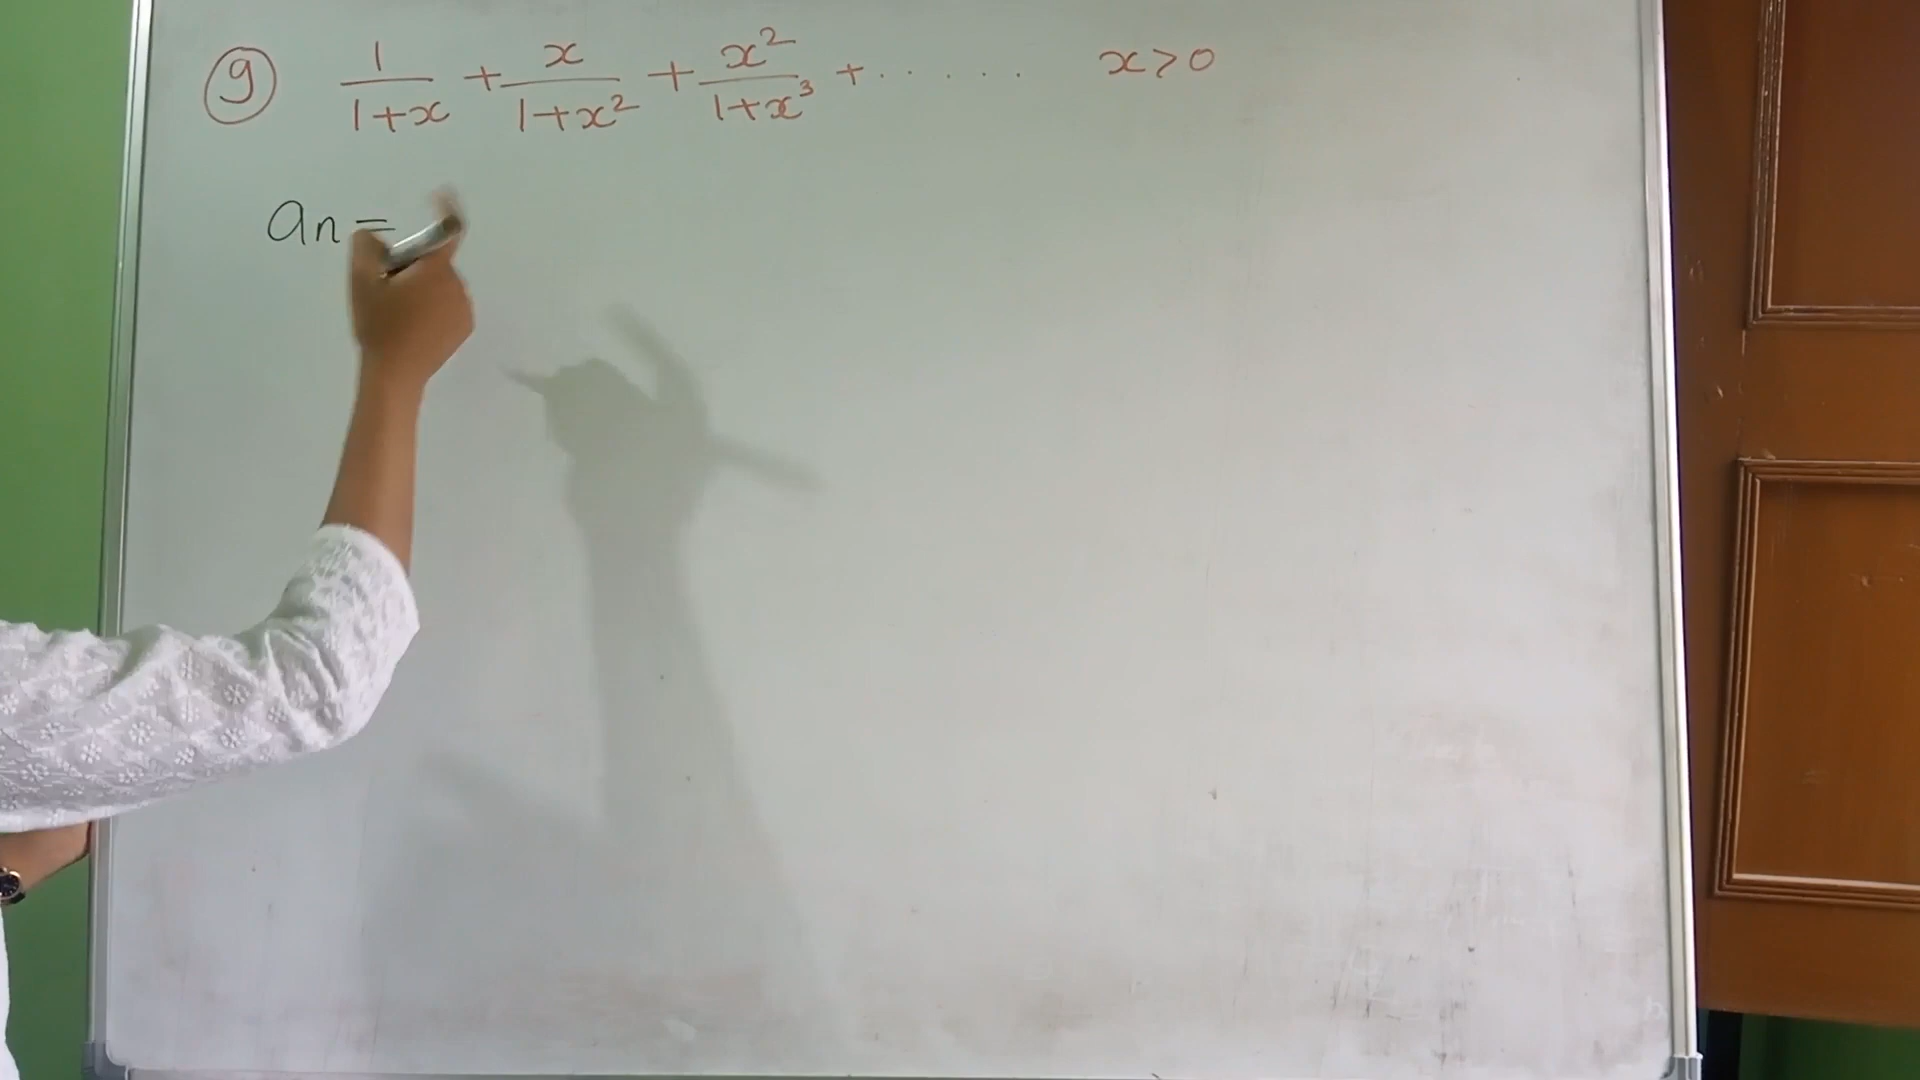 ⑨ 1/(1+x) + x/(1+x²) + x²/(1+x³) + ...... x>0
an =